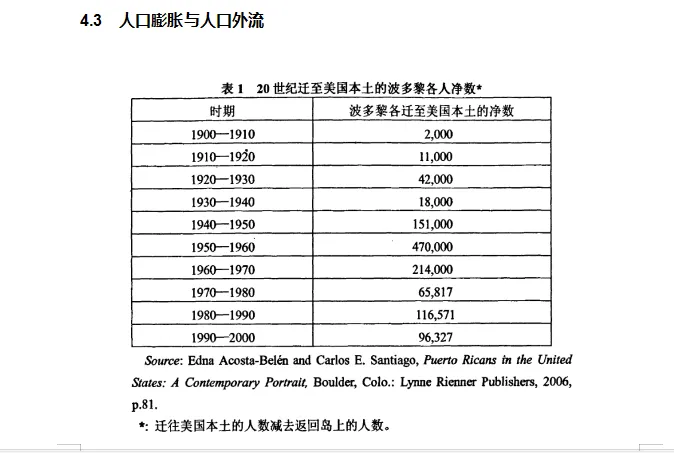 4.3 人口膨胀与人口外流
表 1 20 世纪迁至美国本土的波多黎各人净数*
时期 波多黎各迁至美国本土的净数
1900—1910 2,000
1910—1920 11,000
1920—1930 42,000
1930—1940 18,000
1940—1950 151,000
1950—1960 470,000
1960—1970 214,000
1970—1980 65,817
1980—1990 116,571
1990—2000 96,327
Source: Edna Acosta-Belén and Carlos E. Santiago, Puerto Ricans in the United
States: A Contemporary Portrait, Boulder, Colo.: Lynne Rienner Publishers, 2006,
p.81.
*: 迁往美国本土的人数减去返回岛上的人数。